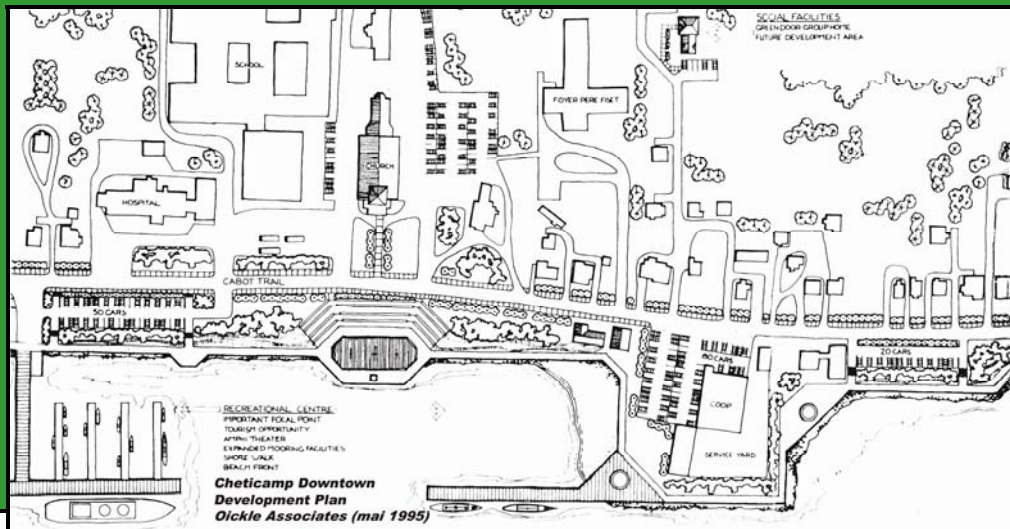 SOCIAL FACILITIES
GREEN DOOR GROUP HOME
FUTURE DEVELOPMENT AREA
SCHOOL
FOYER PERE FISET
CHURCH
HOSPITAL
CABOT TRAIL
50 CARS
80 CARS
20 CARS
COOP
SERVICE YARD
RECREATIONAL CENTRE
IMPORTANT FOCAL POINT
TOURISM OPPORTUNITY
AMPHI THEATER
EXPANDED MOORING FACILITIES
SHORE WALK
BEACH FRONT
Cheticamp Downtown
Development Plan
Oickle Associates (mai 1995)